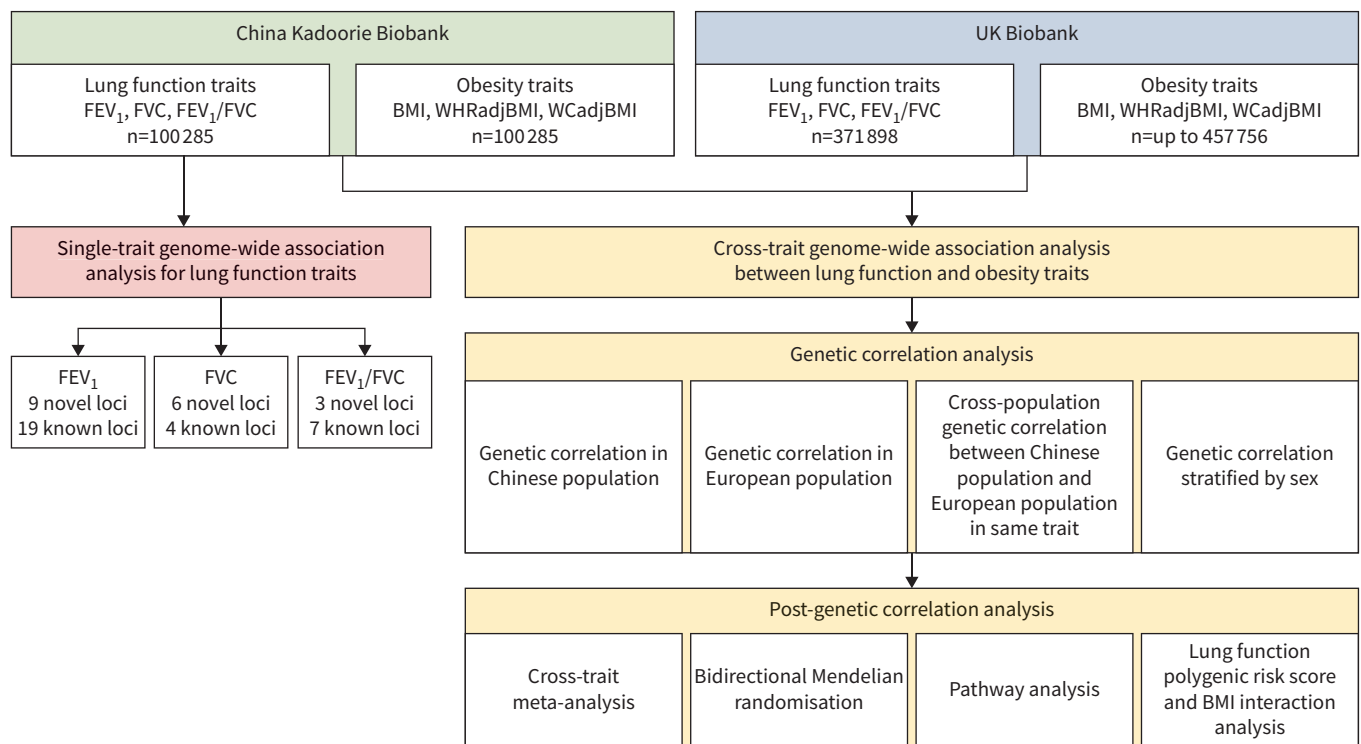 China Kadoorie Biobank
Lung function traits
FEV₁, FVC, FEV₁/FVC
n=100285
Obesity traits
BMI, WHRadjBMI, WCadjBMI
n=100285
UK Biobank
Lung function traits
FEV₁, FVC, FEV₁/FVC
n=371898
Obesity traits
BMI, WHRadjBMI, WCadjBMI
n=up to 457756
Single-trait genome-wide association
analysis for lung function traits
FEV₁
9 novel loci
19 known loci
FVC
6 novel loci
4 known loci
FEV₁/FVC
3 novel loci
7 known loci
Cross-trait genome-wide association analysis
between lung function and obesity traits
Genetic correlation analysis
Genetic correlation in
Chinese population
Genetic correlation in
European population
Cross-population
genetic correlation
between Chinese
population and
European population
in same trait
Genetic correlation
stratified by sex
Post-genetic correlation analysis
Cross-trait
meta-analysis
Bidirectional Mendelian
randomisation
Pathway analysis
Lung function
polygenic risk score
and BMI interaction
analysis